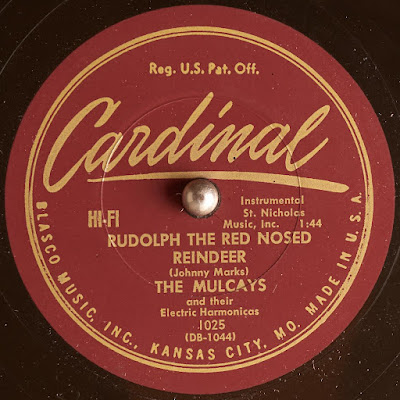 Reg. U.S. Pat. Off.
Cardinal
HI-FI
Instrumental
St. Nicholas
Music, Inc. 1:44
RUDOLPH THE RED NOSED
REINDEER
(Johnny Marks)
THE MULCAYS
and their
Electric Harmonicas
1025
(DB-1044)
BLASCO MUSIC, INC., KANSAS CITY, MO. MADE IN U.S.A.